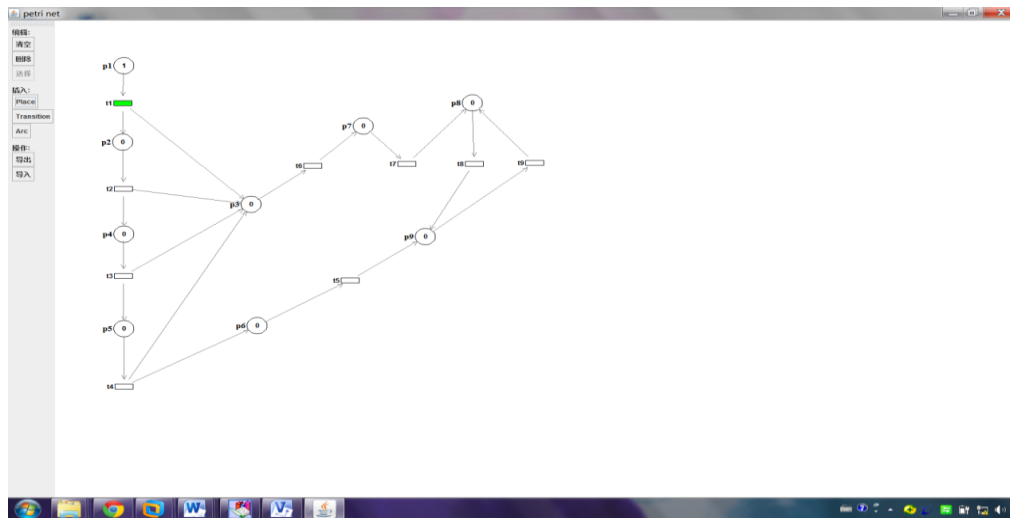 petri net
编辑:
清空
删除
选择
插入:
Place
Transition
Arc
操作:
导出
导入
p1 1
t1
p2 0
t2
p4 0
t3
p5 0
t4
p3 0
p6 0
t6
p7 0
t7
p8 0
t8
t9
p9 0
t5